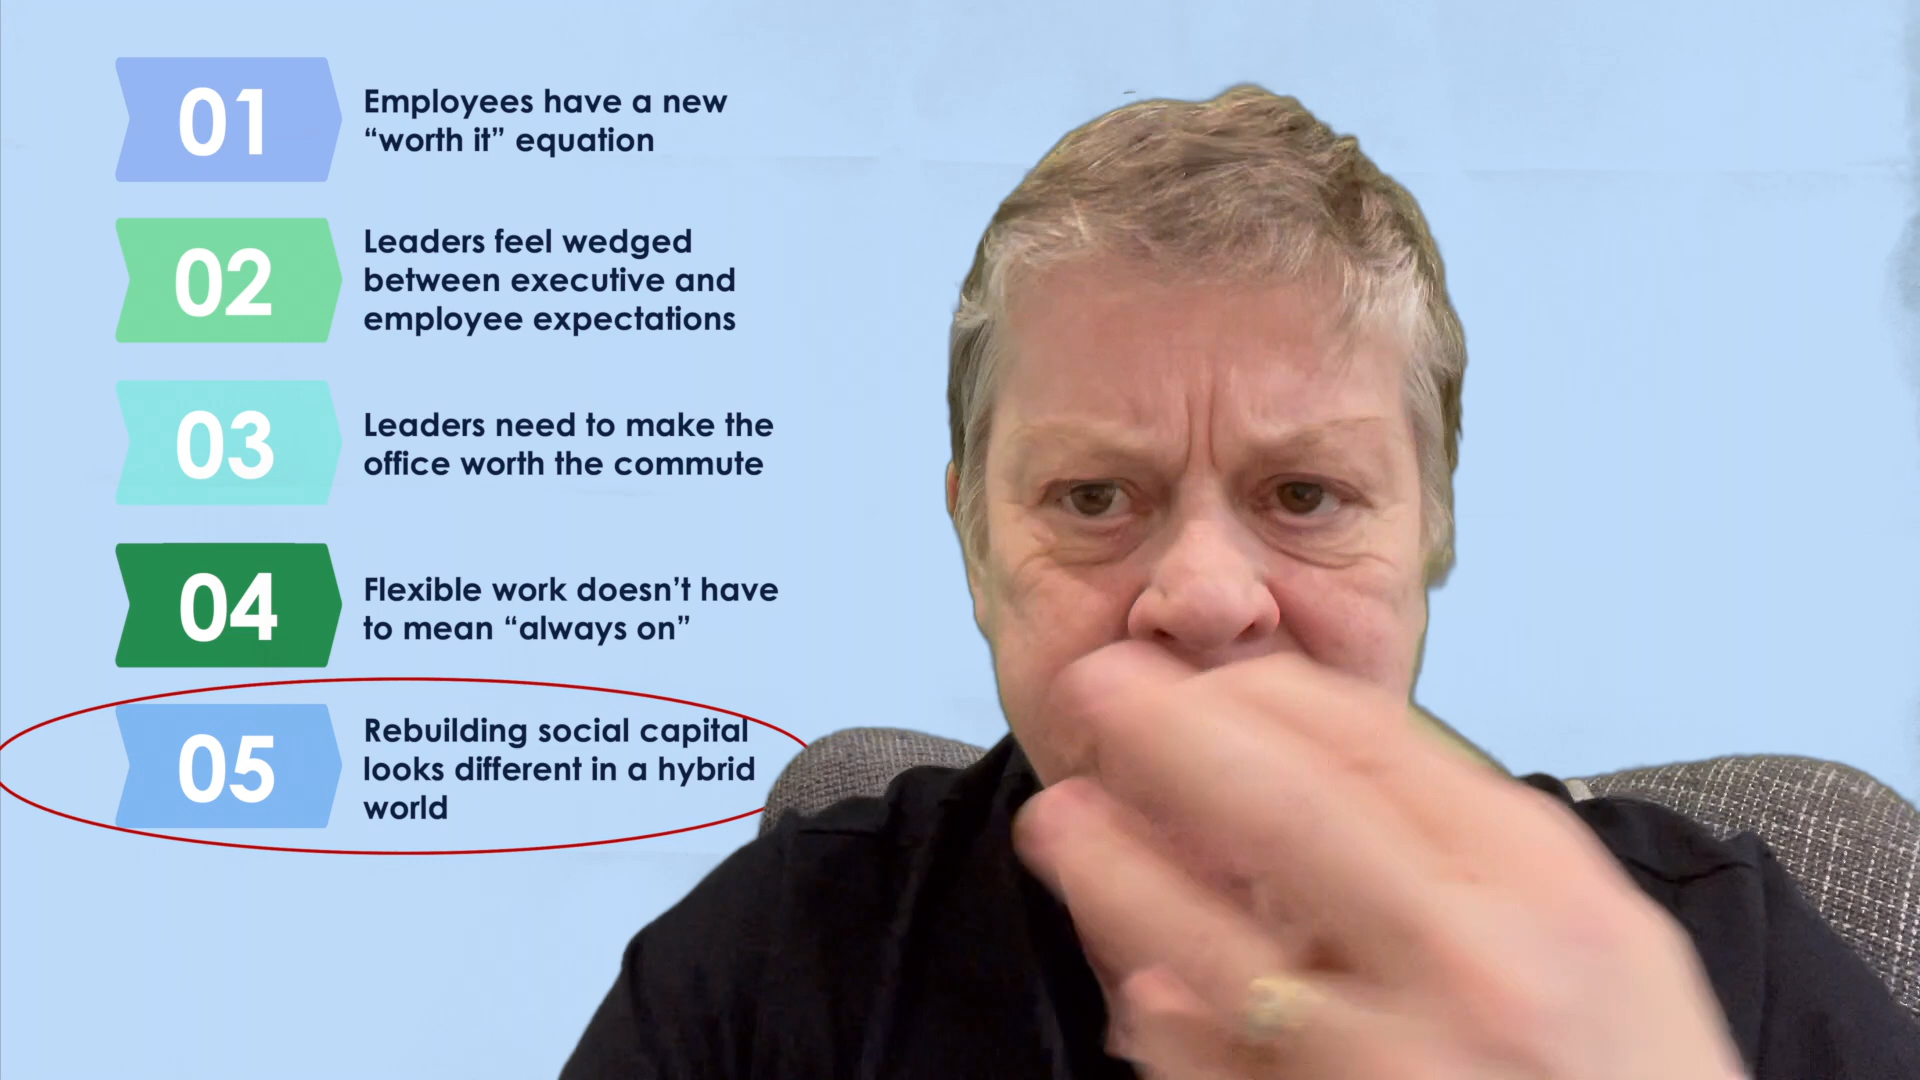 01
Employees have a new
“worth it” equation
02
Leaders feel wedged
between executive and
employee expectations
03
Leaders need to make the
office worth the commute
04
Flexible work doesn’t have
to mean “always on”
05
Rebuilding social capital
looks different in a hybrid
world